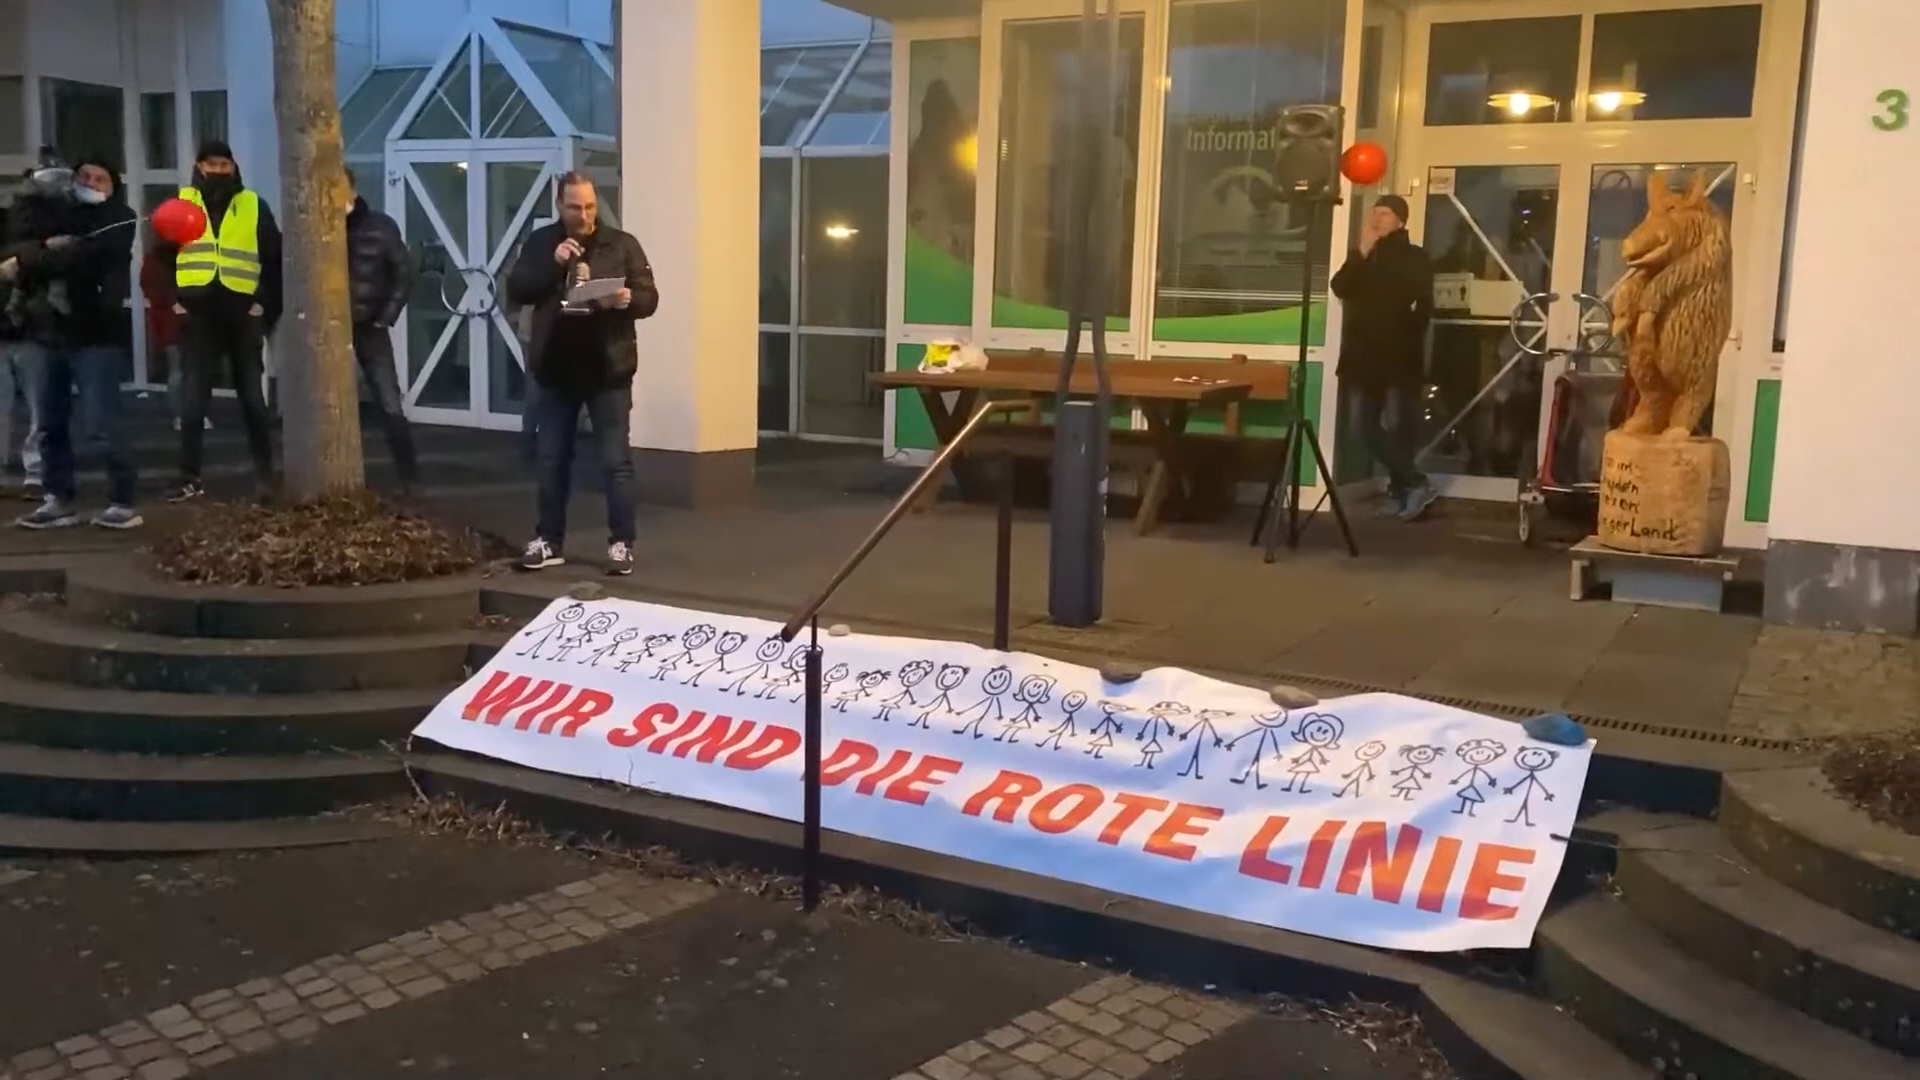 3
Informat
WIR SIND DIE ROTE LINIE